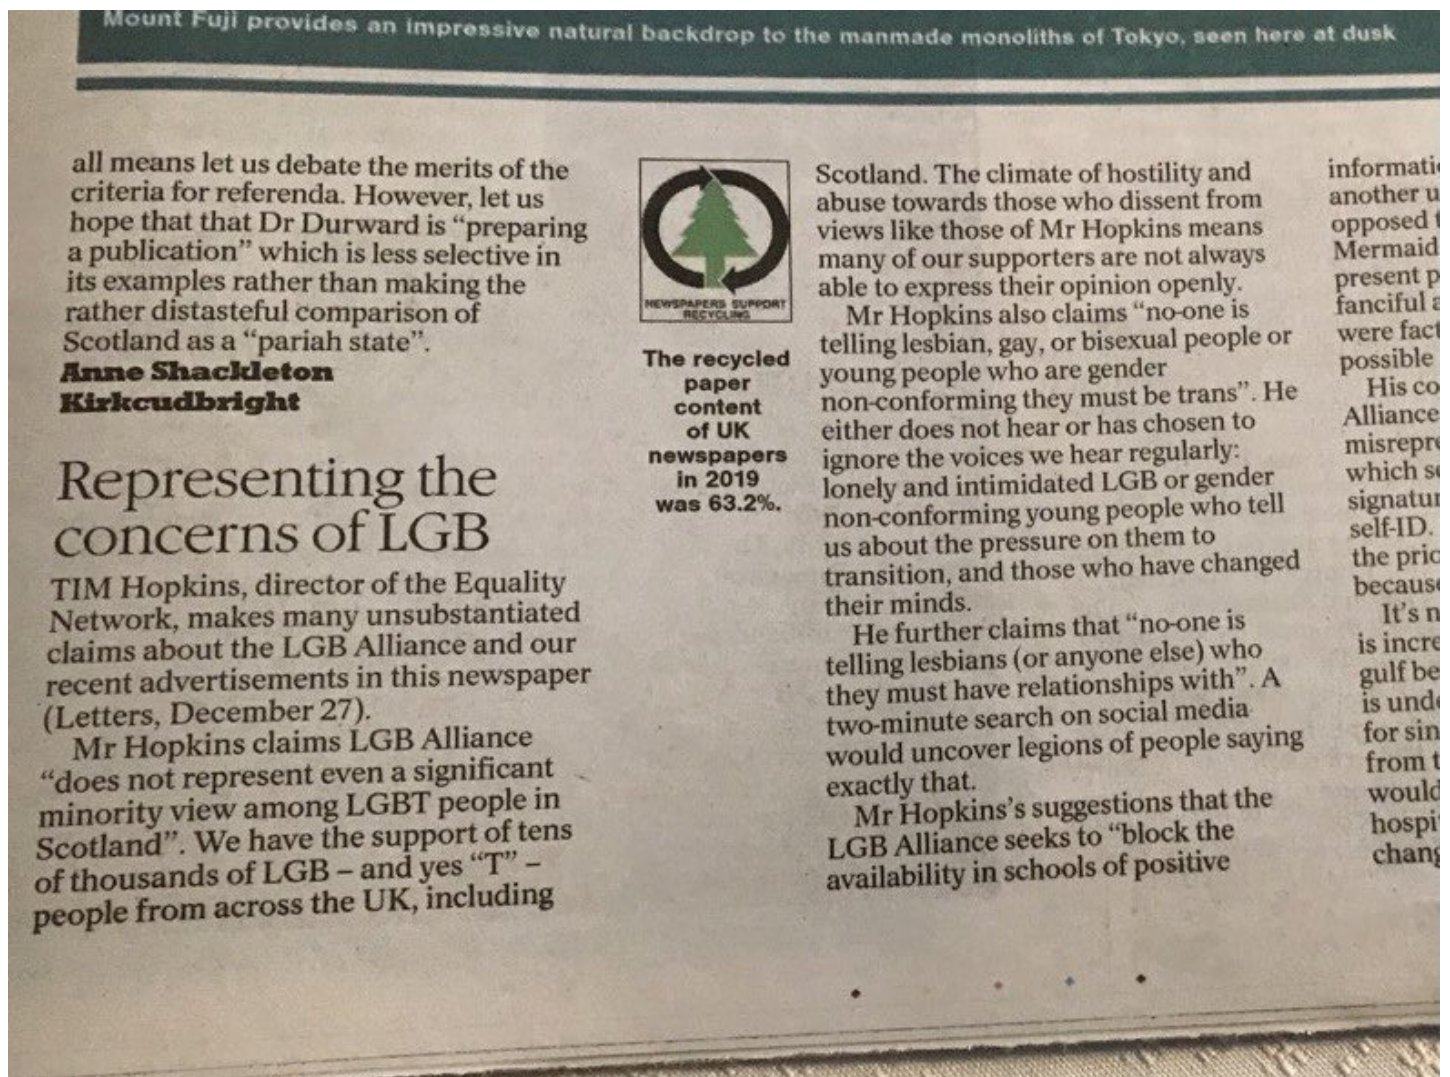 Mount Fuji provides an impressive natural backdrop to the manmade monoliths of Tokyo, seen here at dusk
all means let us debate the merits of the
criteria for referenda. However, let us
hope that that Dr Durward is “preparing
a publication” which is less selective in
its examples rather than making the
rather distasteful comparison of
Scotland as a “pariah state”.
Anne Shackleton
Kirkcudbright
Representing the
concerns of LGB
TIM Hopkins, director of the Equality
Network, makes many unsubstantiated
claims about the LGB Alliance and our
recent advertisements in this newspaper
(Letters, December 27).
Mr Hopkins claims LGB Alliance
“does not represent even a significant
minority view among LGBT people in
Scotland”. We have the support of tens
of thousands of LGB – and yes “T” –
people from across the UK, including
NEWSPAPERS SUPPORT
RECYCLING
The recycled
paper
content
of UK
newspapers
in 2019
was 63.2%.
Scotland. The climate of hostility and
abuse towards those who dissent from
views like those of Mr Hopkins means
many of our supporters are not always
able to express their opinion openly.
Mr Hopkins also claims “no-one is
telling lesbian, gay, or bisexual people or
young people who are gender
non-conforming they must be trans”. He
either does not hear or has chosen to
ignore the voices we hear regularly:
lonely and intimidated LGB or gender
non-conforming young people who tell
us about the pressure on them to
transition, and those who have changed
their minds.
He further claims that “no-one is
telling lesbians (or anyone else) who
they must have relationships with”. A
two-minute search on social media
would uncover legions of people saying
exactly that.
Mr Hopkins’s suggestions that the
LGB Alliance seeks to “block the
availability in schools of positive
another
opposed
Mermaid
present
fanciful
were
possible
His
Alliance
which
self-ID.
the
It's
is
gulf
is
for
from
would